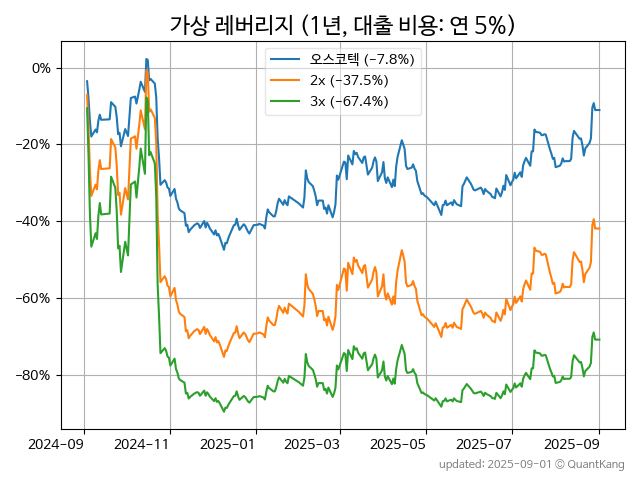 가상 레버리지 (1년, 대출 비용: 연 5%)
오스코텍 (−7.8%)
2x (−37.5%)
3x (−67.4%)
0%
−20%
−40%
−60%
−80%
2024-09 2024-11 2025-01 2025-03 2025-05 2025-07 2025-09
updated: 2025-09-01 © QuantKang